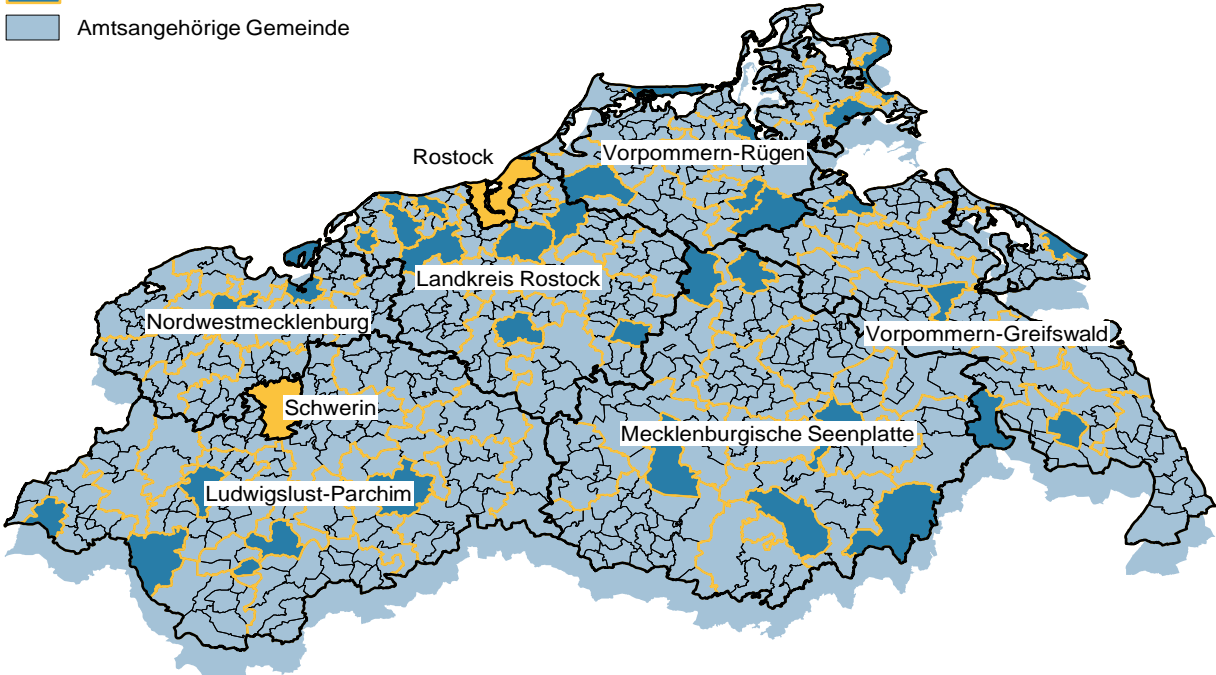 Amtsangehörige Gemeinde
Rostock
Vorpommern-Rügen
Landkreis Rostock
Nordwestmecklenburg
Vorpommern-Greifswald
Schwerin
Mecklenburgische Seenplatte
Ludwigslust-Parchim